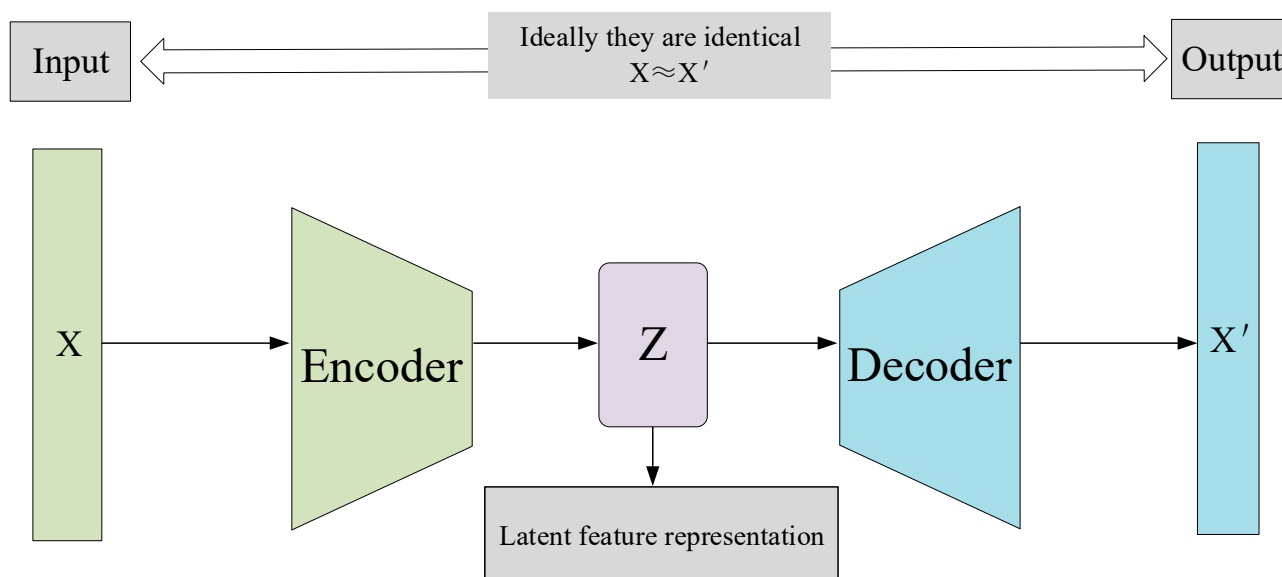 Input
Ideally they are identical
X≈X′
Output
X
Encoder
Z
Decoder
X′
Latent feature representation